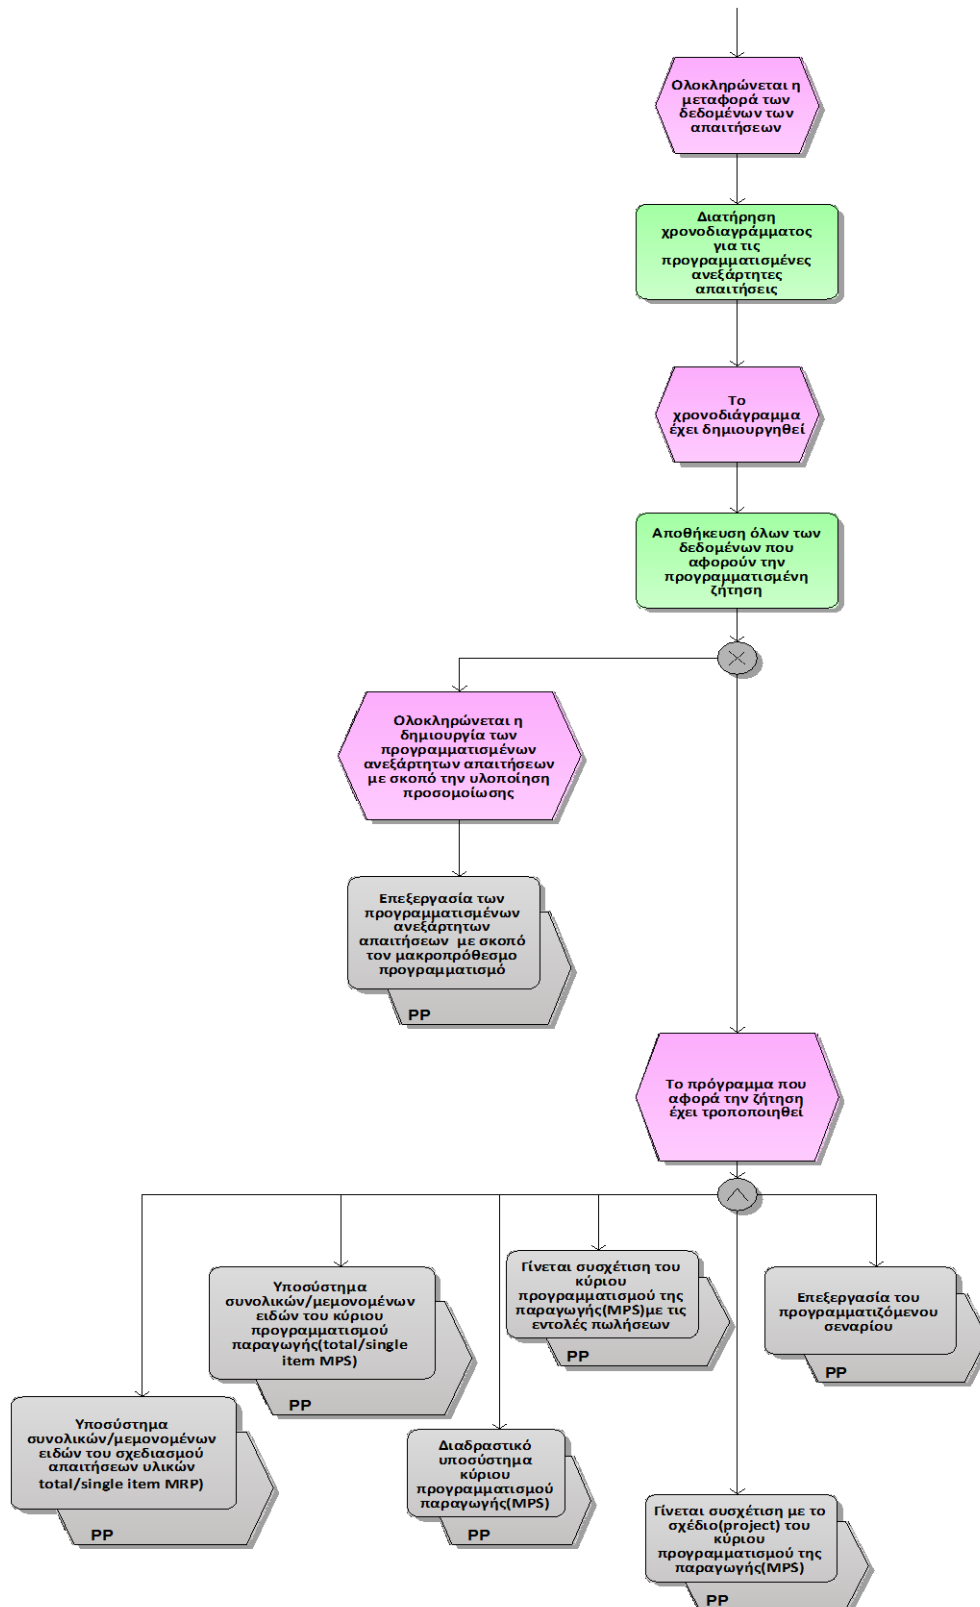 Ολοκληρώνεται η
μεταφορά των
δεδομένων των
απαιτήσεων
Διατήρηση
χρονοδιαγράμματος
για τις
προγραμματισμένες
ανεξάρτητες
απαιτήσεις
Το
χρονοδιάγραμμα
έχει δημιουργηθεί
Αποθήκευση όλων των
δεδομένων που
αφορούν την
προγραμματισμένη
ζήτηση
Ολοκληρώνεται η
δημιουργία των
προγραμματισμένων
ανεξάρτητων απαιτήσεων
με σκοπό την υλοποίηση
προσομοίωσης
Επεξεργασία των
προγραμματισμένων
ανεξάρτητων
απαιτήσεων με σκοπό
τον μακροπρόθεσμο
προγραμματισμό
PP
Το πρόγραμμα που
αφορά την ζήτηση
έχει τροποποιηθεί
Γίνεται συσχέτιση του
κύριου
προγραμματισμού της
παραγωγής(MPS)με τις
εντολές πωλήσεων
PP
Υποσύστημα
συνολικών/μεμονομένων
ειδών του κύριου
προγραμματισμού
παραγωγής(total/single
item MPS)
PP
Επεξεργασία του
προγραμματιζόμενου
σεναρίου
PP
Υποσύστημα
συνολικών/μεμονομένων
ειδών του σχεδιασμού
απαιτήσεων υλικών
total/single item MRP)
PP
Διαδραστικό
υποσύστημα
κύριου
προγραμματισμού
παραγωγής(MPS)
PP
Γίνεται συσχέτιση με το
σχέδιο(project) του
κύριου
προγραμματισμού της
παραγωγής(MPS)
PP